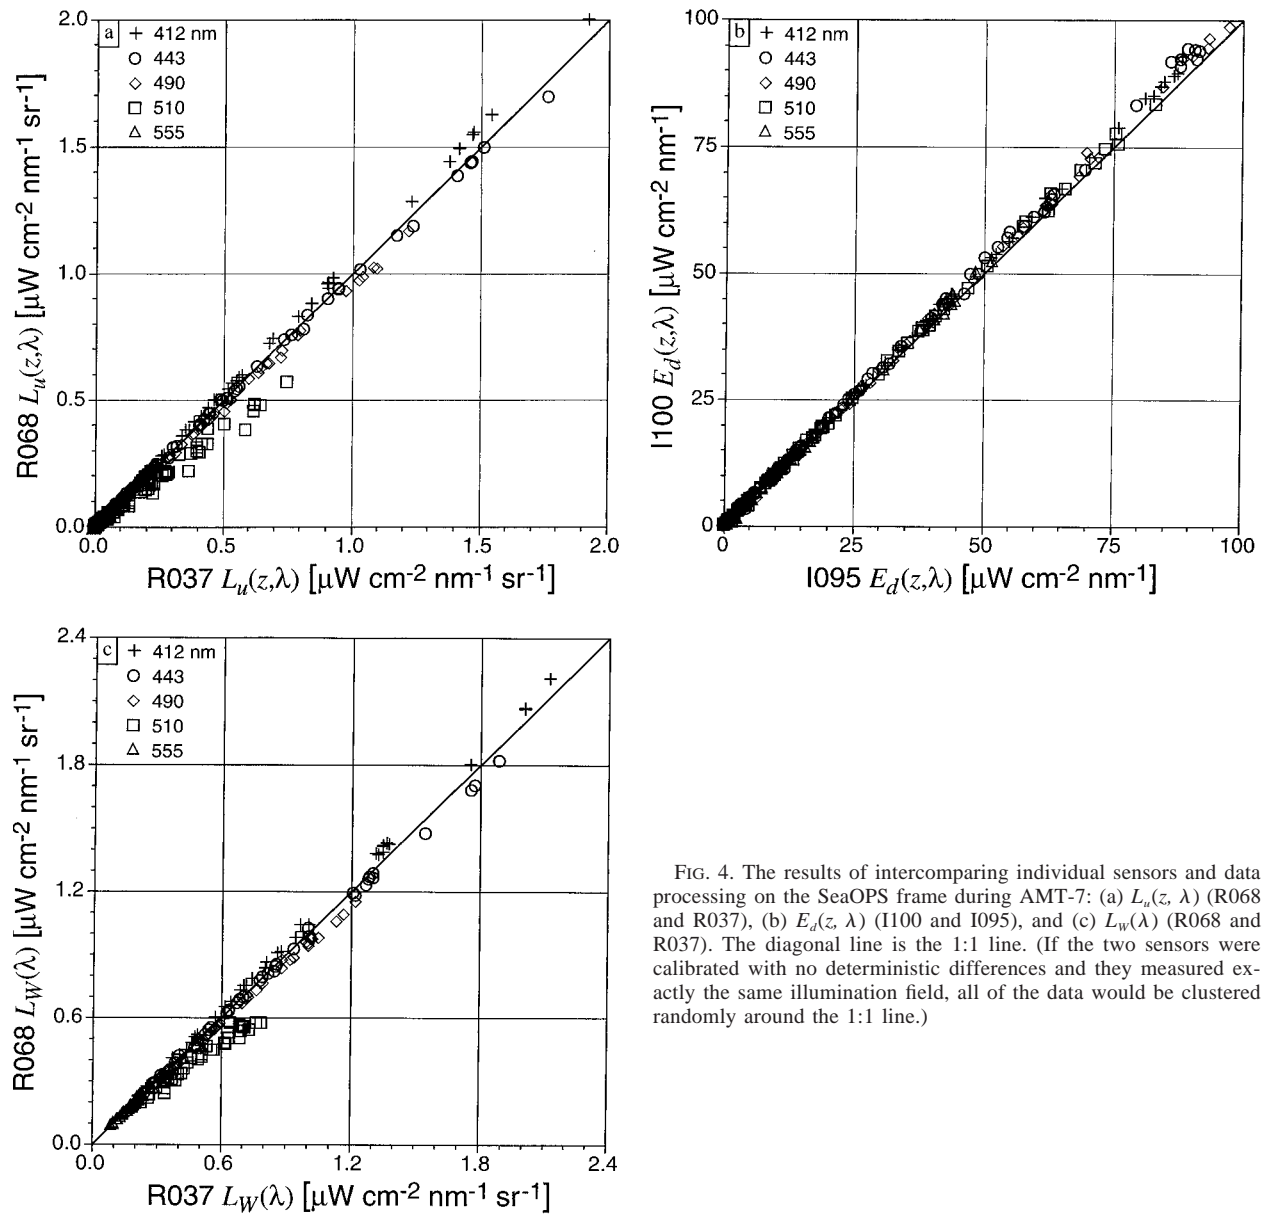 a
+ 412 nm
443
490
510
555
2.0
1.5
1.0
0.5
0.0
0.0 0.5 1.0 1.5 2.0
R068 Lu(z,λ) [μW cm-2 nm-1 sr-1]
R037 Lu(z,λ) [μW cm-2 nm-1 sr-1]
b
+ 412 nm
443
490
510
555
100
75
50
25
0
0 25 50 75 100
I100 Ed(z,λ) [μW cm-2 nm-1]
I095 Ed(z,λ) [μW cm-2 nm-1]
c
+ 412 nm
443
490
510
555
2.4
1.8
1.2
0.6
0.0
0.0 0.6 1.2 1.8 2.4
R068 LW(λ) [μW cm-2 nm-1 sr-1]
R037 LW(λ) [μW cm-2 nm-1 sr-1]
FIG. 4. The results of intercomparing individual sensors and data
processing on the SeaOPS frame during AMT-7: (a) Lu(z, λ) (R068
and R037), (b) Ed(z, λ) (I100 and I095), and (c) LW(λ) (R068 and
R037). The diagonal line is the 1:1 line. (If the two sensors were
calibrated with no deterministic differences and they measured ex-
actly the same illumination field, all of the data would be clustered
randomly around the 1:1 line.)